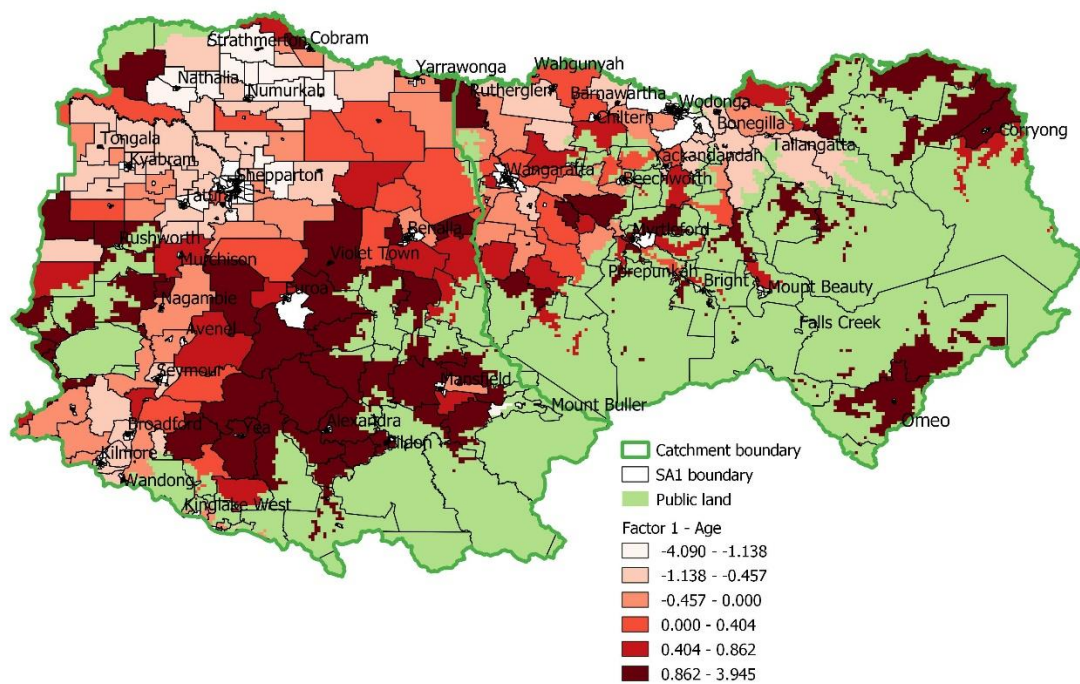 Strathmerton
Cobram
Nathalia
Numurkah
Yarrawonga
Wahgunyah
Rutherglen
Barnawartha
Wodonga
Chiltern
Bonegilla
Corryong
Tongala
Kyabram
Tallangatta
Shepparton
Yackandandah
Wangaratta
Tatura
Beechworth
Rushworth
Benalla
Myrtleford
Murchison
Violet Town
Porepunkah
Bright
Nagambie
Euroa
Mount Beauty
Avenel
Falls Creek
Seymour
Mansfield
Mount Buller
Omeo
Broadford
Yea
Alexandra
Eildon
Kilmore
Wandong
Kinglake West
Catchment boundary
SA1 boundary
Public land
Factor 1 - Age
-4.090 - -1.138
-1.138 - -0.457
-0.457 - 0.000
0.000 - 0.404
0.404 - 0.862
0.862 - 3.945